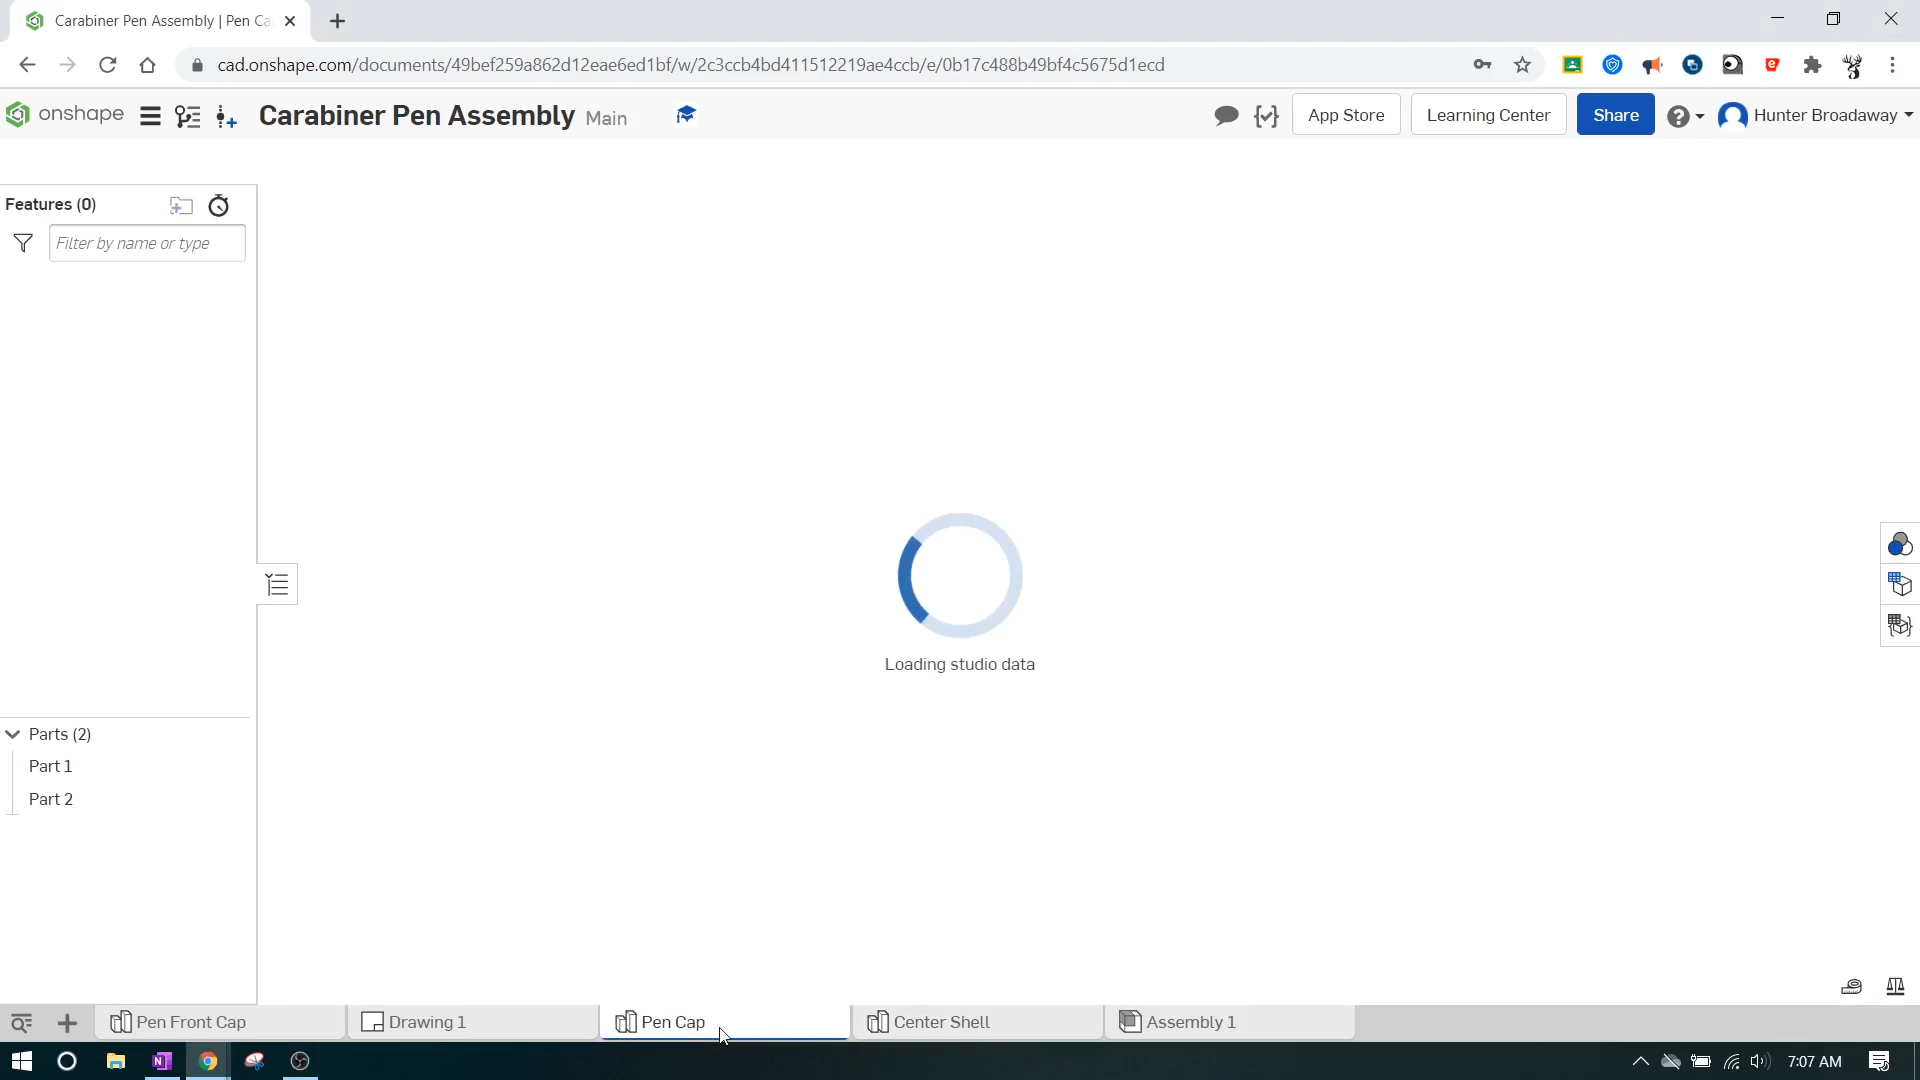 Carabiner Pen Assembly | Pen Ca
cad.onshape.com/documents/49bef259a862d12eae6ed1bf/w/2c3ccb4bd411512219ae4ccb/e/0b17c488b49bf4c5675d1ecd
onshape
Carabiner Pen Assembly Main
App Store
Learning Center
Share
Hunter Broadaway
Features (0)
Filter by name or type
Loading studio data
Parts (2)
Part 1
Part 2
Pen Front Cap
Drawing 1
Pen Cap
Center Shell
Assembly 1
7:07 AM